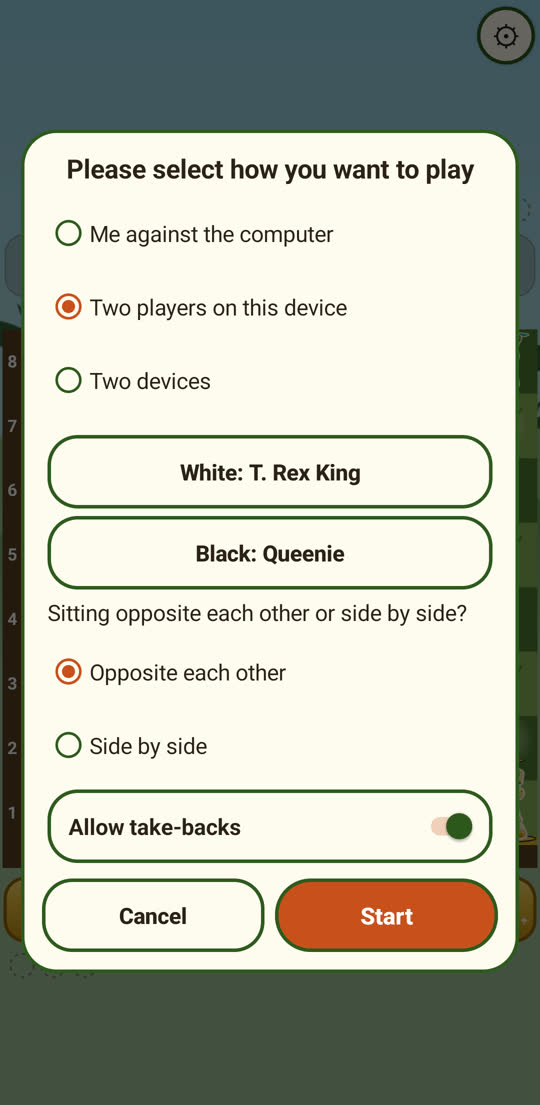 Please select how you want to play
Me against the computer
Two players on this device
Two devices
8
7
White: T. Rex King
6
Black: Queenie
5
Sitting opposite each other or side by side?
4
Opposite each other
3
Side by side
2
Allow take-backs
1
Cancel
Start